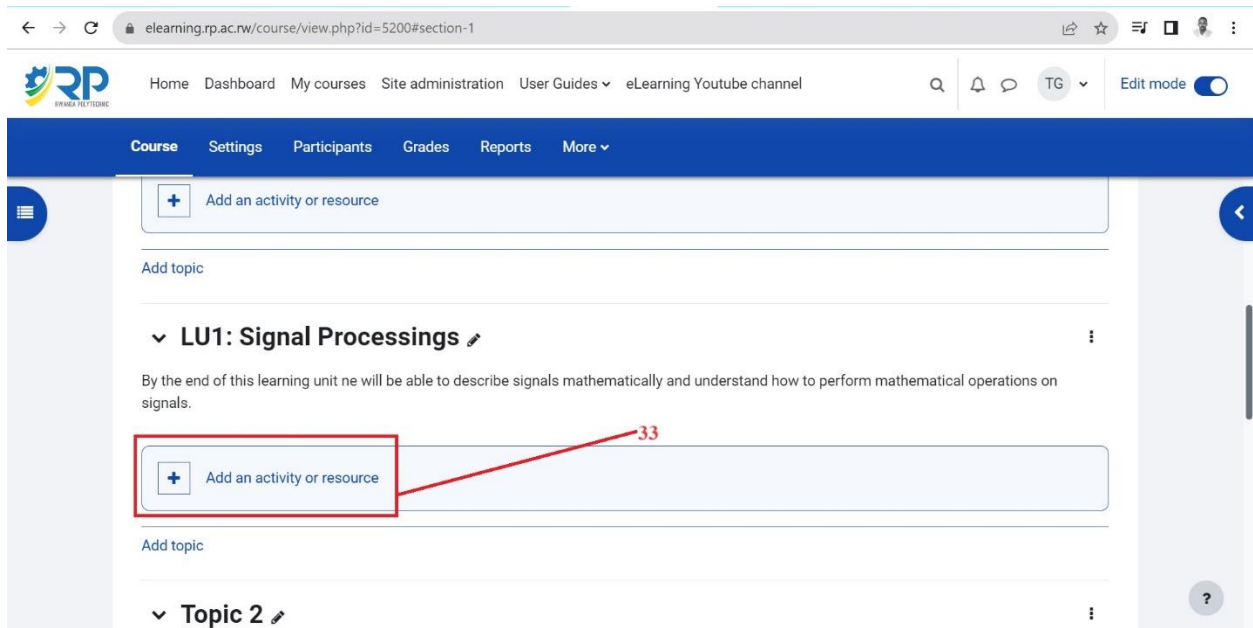 elearning.rp.ac.rw/course/view.php?id=5200#section-1
RP
RWANDA POLYTECHNIC
Home Dashboard My courses Site administration User Guides eLearning Youtube channel
TG
Edit mode
Course Settings Participants Grades Reports More
+ Add an activity or resource
Add topic
LU1: Signal Processings
By the end of this learning unit ne will be able to describe signals mathematically and understand how to perform mathematical operations on
signals.
33
+ Add an activity or resource
Add topic
Topic 2
?